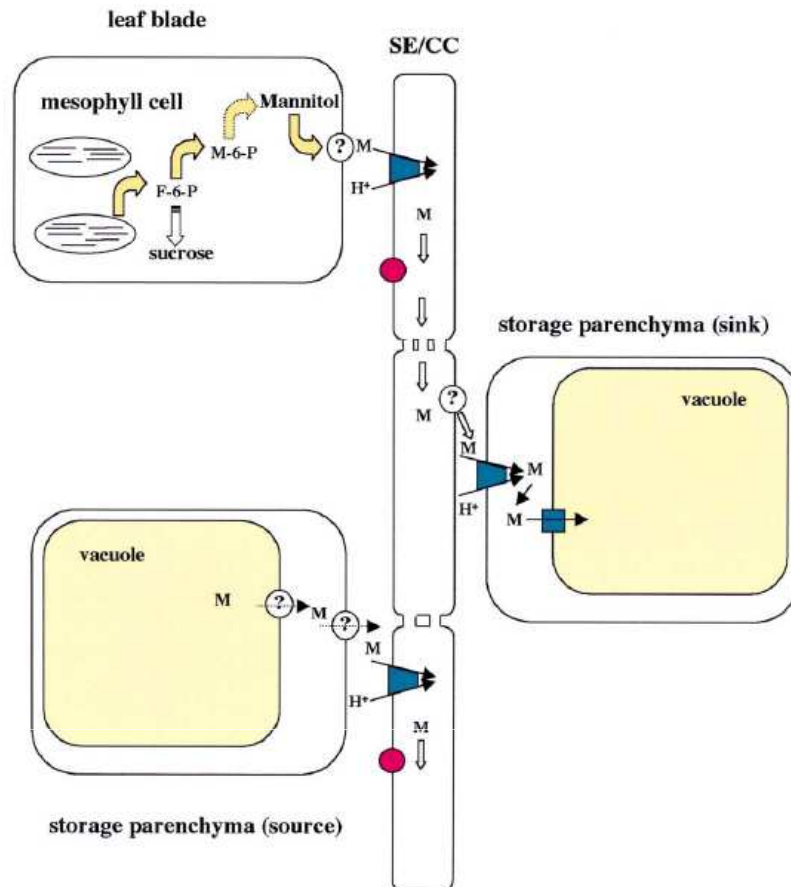 leaf blade
SE/CC
mesophyll cell
Mannitol
M-6-P
F-6-P
sucrose
?
M
H+
M
storage parenchyma (sink)
vacuole
?
M
M
H+
M
M
vacuole
M
?
M
?
M
H+
M
storage parenchyma (source)